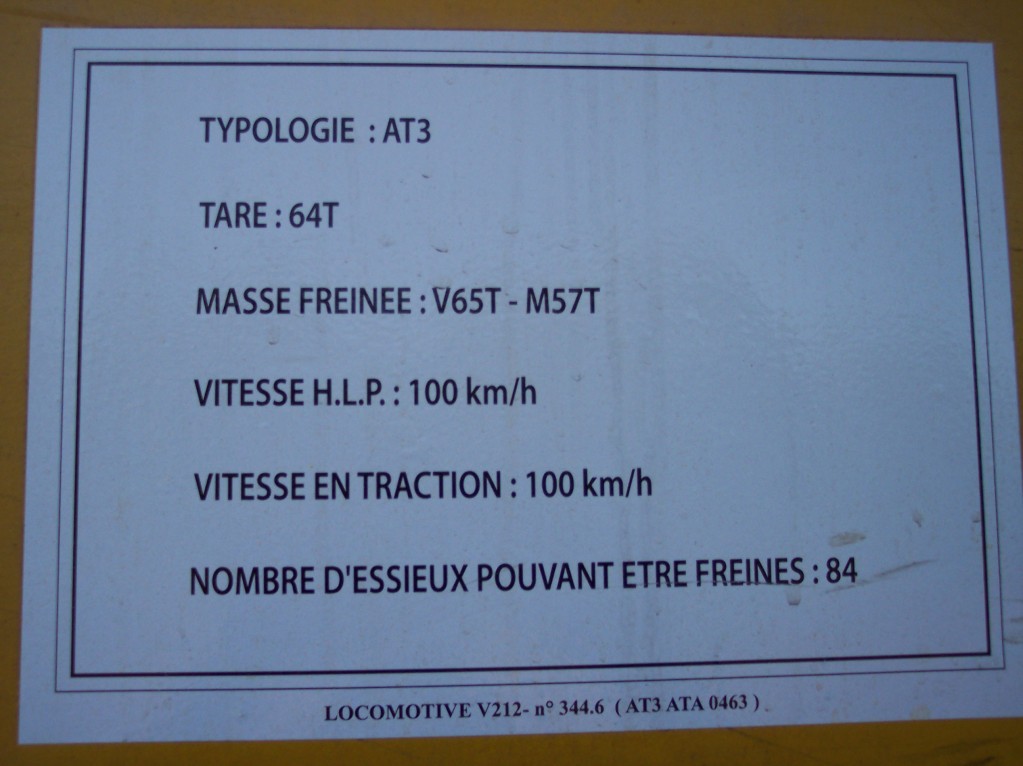 TYPOLOGIE : AT3
TARE : 64T
MASSE FREINEE : V65T - M57T
VITESSE H.L.P. : 100 km/h
VITESSE EN TRACTION : 100 km/h
NOMBRE D'ESSIEUX POUVANT ETRE FREINES : 84
LOCOMOTIVE V212- n° 344.6 ( AT3 ATA 0463 )